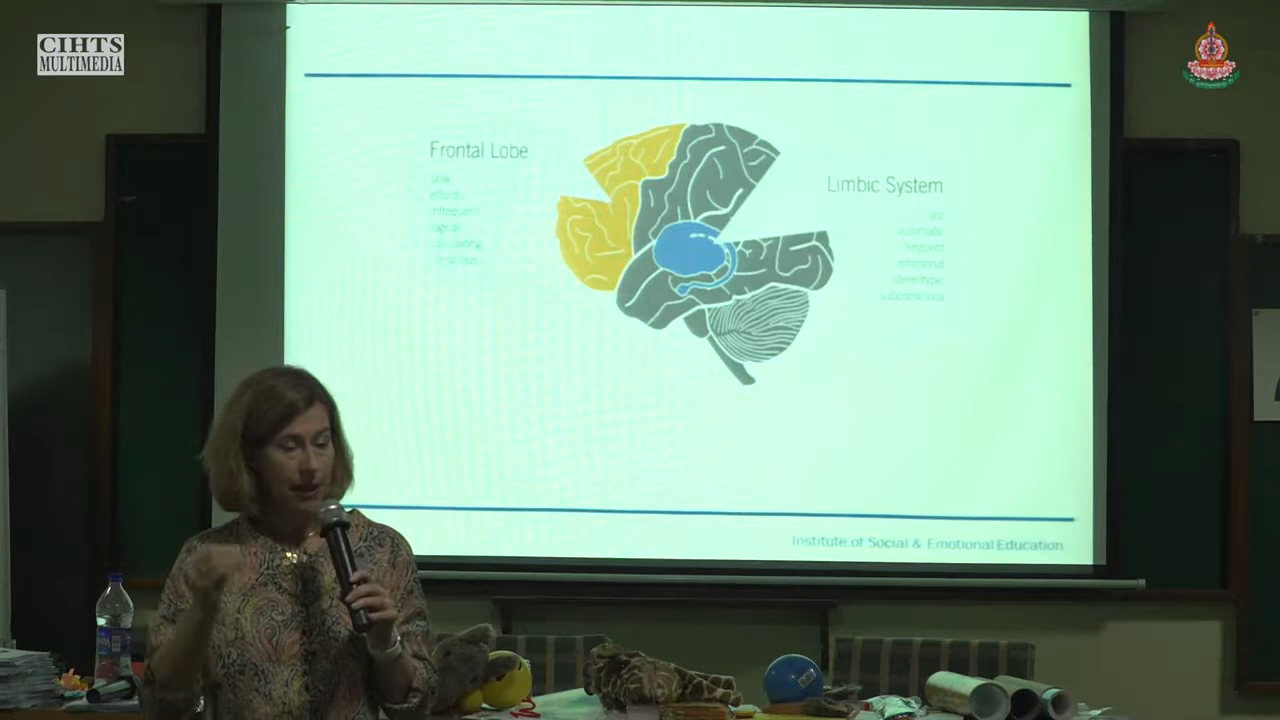 CIHTS
MULTIMEDIA
Frontal Lobe
slow
effortful
infrequent
logical
calculating
conscious
Limbic System
fast
automatic
frequent
emotional
stereotypic
subconscious
Institute of Social & Emotional Education